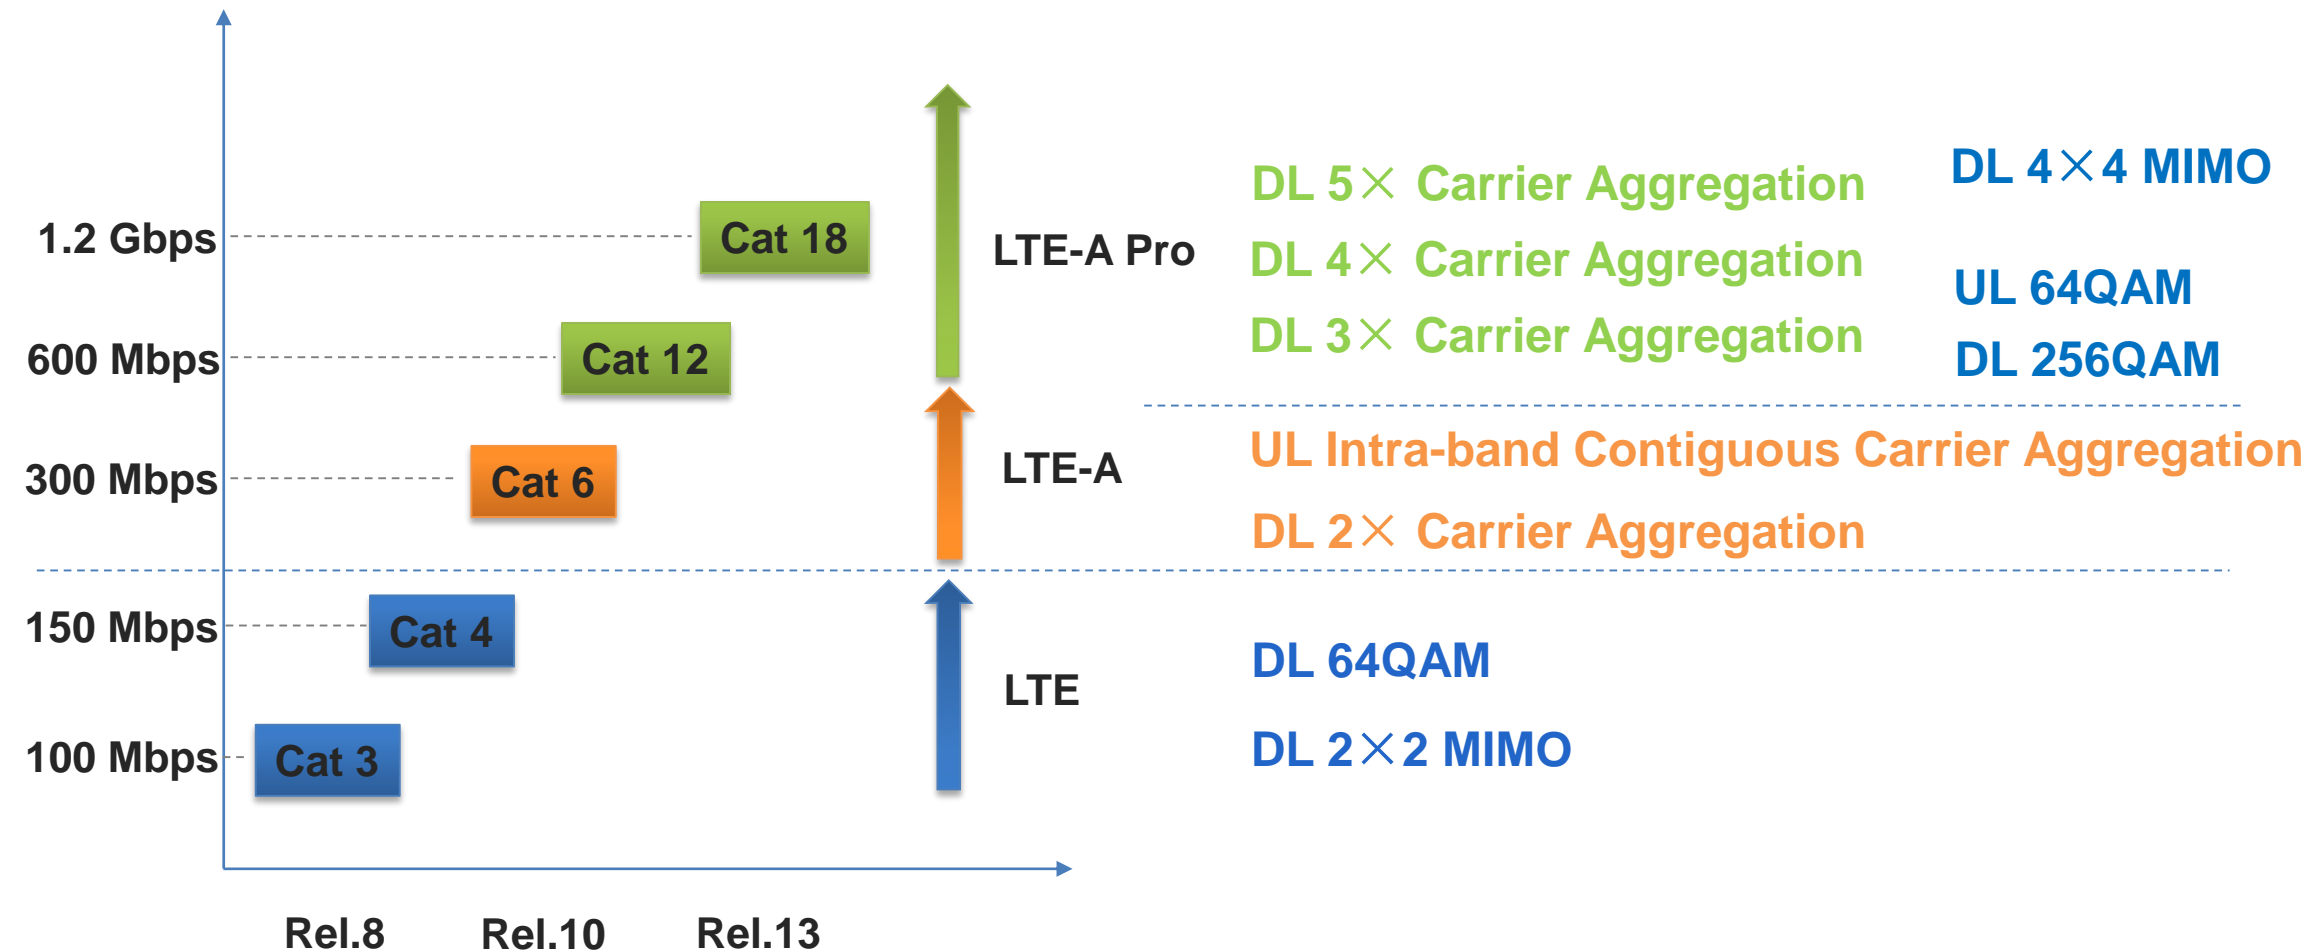 1.2 Gbps
Cat 18
LTE-A Pro
DL 5× Carrier Aggregation
DL 4×4 MIMO
DL 4× Carrier Aggregation
UL 64QAM
600 Mbps
Cat 12
DL 3× Carrier Aggregation
DL 256QAM
300 Mbps
Cat 6
LTE-A
UL Intra-band Contiguous Carrier Aggregation
DL 2× Carrier Aggregation
150 Mbps
Cat 4
LTE
DL 64QAM
100 Mbps
Cat 3
DL 2×2 MIMO
Rel.8
Rel.10
Rel.13